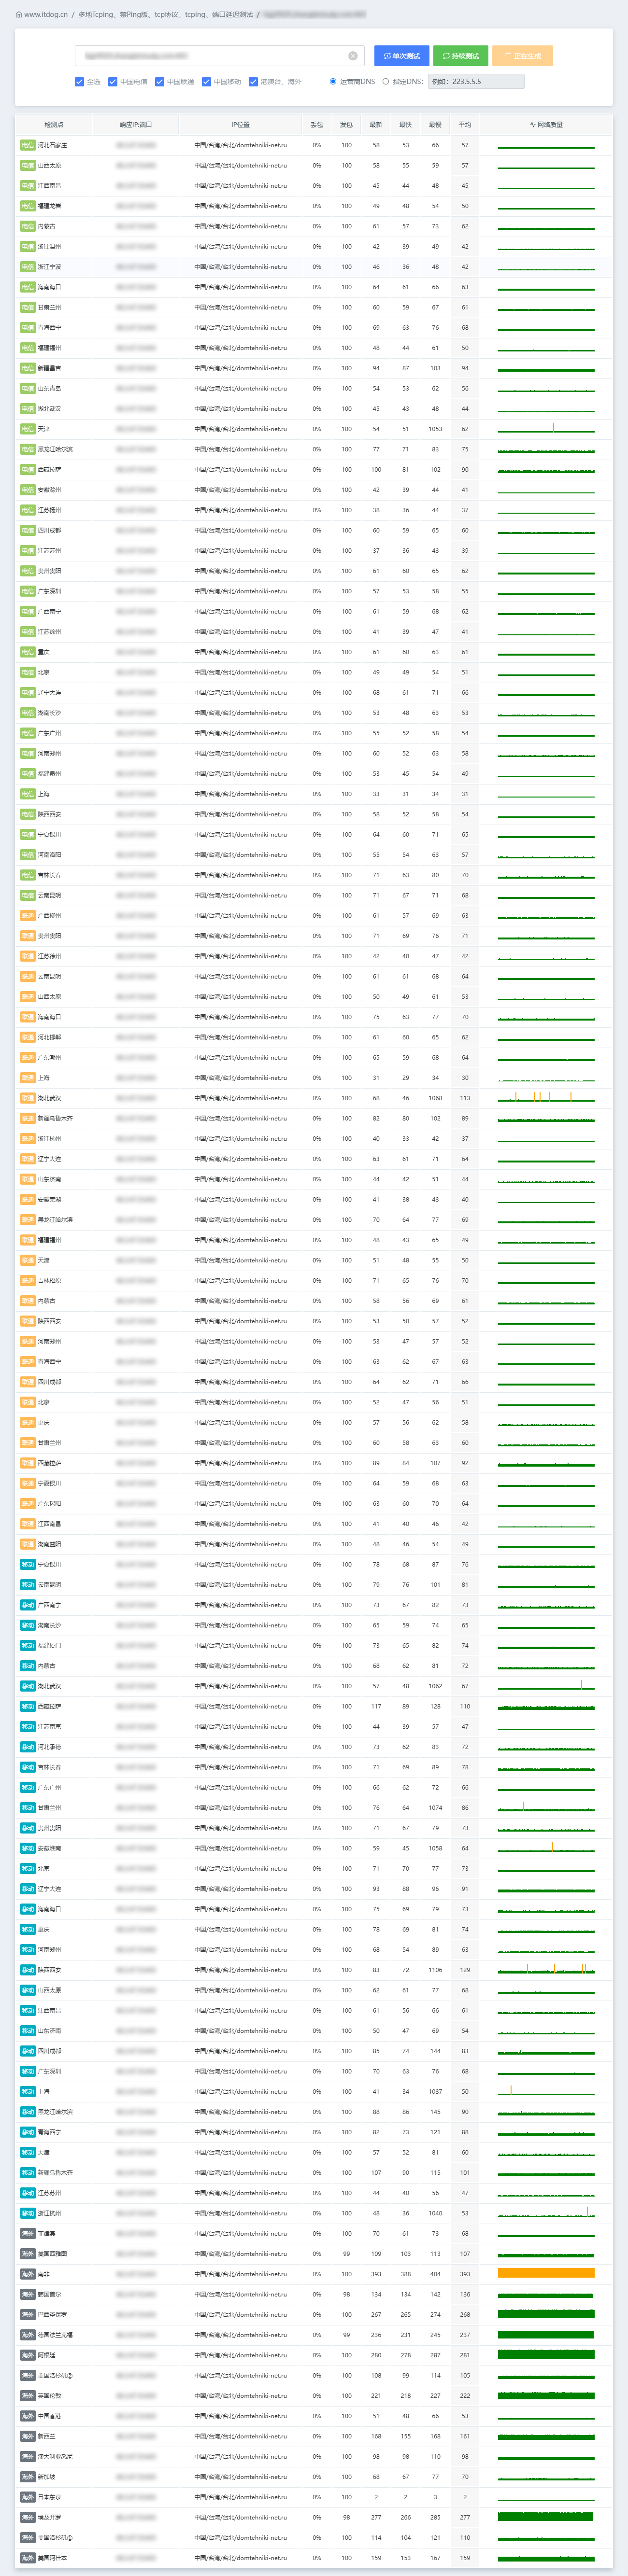 www.itdog.cn / 多地Tcping、禁Ping版、tcp协议、tcping、端口延迟测试 /
单次测试 持续测试 正在生成
全选 中国电信 中国联通 中国移动 港澳台、海外 运营商DNS 指定DNS: 例如: 223.5.5.5
检测点 响应IP:端口 IP位置 丢包 发包 最新 最快 最慢 平均 网络质量
电信 河北石家庄 中国/台湾/台北/domtehniki-net.ru 0% 100 58 53 66 57
电信 山西太原 中国/台湾/台北/domtehniki-net.ru 0% 100 58 55 59 57
电信 江西南昌 中国/台湾/台北/domtehniki-net.ru 0% 100 45 44 48 45
电信 福建龙岩 中国/台湾/台北/domtehniki-net.ru 0% 100 49 48 54 50
电信 内蒙古 中国/台湾/台北/domtehniki-net.ru 0% 100 61 57 73 62
电信 浙江温州 中国/台湾/台北/domtehniki-net.ru 0% 100 42 39 49 42
电信 浙江宁波 中国/台湾/台北/domtehniki-net.ru 0% 100 46 36 48 42
电信 海南海口 中国/台湾/台北/domtehniki-net.ru 0% 100 64 61 66 63
电信 甘肃兰州 中国/台湾/台北/domtehniki-net.ru 0% 100 60 59 67 61
电信 青海西宁 中国/台湾/台北/domtehniki-net.ru 0% 100 69 63 76 68
电信 福建福州 中国/台湾/台北/domtehniki-net.ru 0% 100 48 44 61 50
电信 新疆昌吉 中国/台湾/台北/domtehniki-net.ru 0% 100 94 87 103 94
电信 山东青岛 中国/台湾/台北/domtehniki-net.ru 0% 100 54 53 62 56
电信 湖北武汉 中国/台湾/台北/domtehniki-net.ru 0% 100 45 43 48 44
电信 天津 中国/台湾/台北/domtehniki-net.ru 0% 100 54 51 1053 62
电信 黑龙江哈尔滨 中国/台湾/台北/domtehniki-net.ru 0% 100 77 71 83 75
电信 西藏拉萨 中国/台湾/台北/domtehniki-net.ru 0% 100 100 81 102 90
电信 安徽滁州 中国/台湾/台北/domtehniki-net.ru 0% 100 42 39 44 41
电信 江苏扬州 中国/台湾/台北/domtehniki-net.ru 0% 100 38 36 44 37
电信 四川成都 中国/台湾/台北/domtehniki-net.ru 0% 100 60 59 65 60
电信 江苏苏州 中国/台湾/台北/domtehniki-net.ru 0% 100 37 36 43 39
电信 贵州贵阳 中国/台湾/台北/domtehniki-net.ru 0% 100 61 60 65 62
电信 广东深圳 中国/台湾/台北/domtehniki-net.ru 0% 100 57 53 58 55
电信 广西南宁 中国/台湾/台北/domtehniki-net.ru 0% 100 61 59 68 62
电信 江苏徐州 中国/台湾/台北/domtehniki-net.ru 0% 100 41 39 47 41
电信 重庆 中国/台湾/台北/domtehniki-net.ru 0% 100 61 60 63 61
电信 北京 中国/台湾/台北/domtehniki-net.ru 0% 100 49 49 54 51
电信 辽宁大连 中国/台湾/台北/domtehniki-net.ru 0% 100 68 61 71 66
电信 湖南长沙 中国/台湾/台北/domtehniki-net.ru 0% 100 53 48 63 53
电信 广东广州 中国/台湾/台北/domtehniki-net.ru 0% 100 55 52 58 54
电信 河南郑州 中国/台湾/台北/domtehniki-net.ru 0% 100 60 52 63 58
电信 福建泉州 中国/台湾/台北/domtehniki-net.ru 0% 100 53 45 54 49
电信 上海 中国/台湾/台北/domtehniki-net.ru 0% 100 33 31 34 31
电信 陕西西安 中国/台湾/台北/domtehniki-net.ru 0% 100 58 52 58 54
电信 宁夏银川 中国/台湾/台北/domtehniki-net.ru 0% 100 64 60 71 65
电信 河南洛阳 中国/台湾/台北/domtehniki-net.ru 0% 100 55 54 63 57
电信 吉林长春 中国/台湾/台北/domtehniki-net.ru 0% 100 71 63 80 70
电信 云南昆明 中国/台湾/台北/domtehniki-net.ru 0% 100 71 67 71 68
联通 广西柳州 中国/台湾/台北/domtehniki-net.ru 0% 100 61 57 69 63
联通 贵州贵阳 中国/台湾/台北/domtehniki-net.ru 0% 100 71 69 76 71
联通 江苏徐州 中国/台湾/台北/domtehniki-net.ru 0% 100 42 40 47 42
联通 云南昆明 中国/台湾/台北/domtehniki-net.ru 0% 100 61 61 68 64
联通 山西太原 中国/台湾/台北/domtehniki-net.ru 0% 100 50 49 61 53
联通 海南海口 中国/台湾/台北/domtehniki-net.ru 0% 100 75 63 77 70
联通 河北邯郸 中国/台湾/台北/domtehniki-net.ru 0% 100 61 60 65 62
联通 广东潮州 中国/台湾/台北/domtehniki-net.ru 0% 100 65 59 68 64
联通 上海 中国/台湾/台北/domtehniki-net.ru 0% 100 31 29 34 30
联通 湖北武汉 中国/台湾/台北/domtehniki-net.ru 0% 100 68 46 1068 113
联通 新疆乌鲁木齐 中国/台湾/台北/domtehniki-net.ru 0% 100 82 80 102 89
联通 浙江杭州 中国/台湾/台北/domtehniki-net.ru 0% 100 40 33 42 37
联通 辽宁大连 中国/台湾/台北/domtehniki-net.ru 0% 100 63 61 71 64
联通 山东济南 中国/台湾/台北/domtehniki-net.ru 0% 100 44 42 51 44
联通 安徽芜湖 中国/台湾/台北/domtehniki-net.ru 0% 100 41 38 43 40
联通 黑龙江哈尔滨 中国/台湾/台北/domtehniki-net.ru 0% 100 70 64 77 69
联通 福建福州 中国/台湾/台北/domtehniki-net.ru 0% 100 48 43 65 49
联通 天津 中国/台湾/台北/domtehniki-net.ru 0% 100 51 48 55 50
联通 吉林松原 中国/台湾/台北/domtehniki-net.ru 0% 100 71 65 76 70
联通 内蒙古 中国/台湾/台北/domtehniki-net.ru 0% 100 58 56 69 61
联通 陕西西安 中国/台湾/台北/domtehniki-net.ru 0% 100 53 50 57 52
联通 河南郑州 中国/台湾/台北/domtehniki-net.ru 0% 100 53 47 57 52
联通 青海西宁 中国/台湾/台北/domtehniki-net.ru 0% 100 63 62 67 63
联通 四川成都 中国/台湾/台北/domtehniki-net.ru 0% 100 64 62 71 66
联通 北京 中国/台湾/台北/domtehniki-net.ru 0% 100 52 47 56 51
联通 重庆 中国/台湾/台北/domtehniki-net.ru 0% 100 57 56 62 58
联通 甘肃兰州 中国/台湾/台北/domtehniki-net.ru 0% 100 60 58 63 60
联通 西藏拉萨 中国/台湾/台北/domtehniki-net.ru 0% 100 89 84 107 92
联通 宁夏银川 中国/台湾/台北/domtehniki-net.ru 0% 100 64 59 68 63
联通 广东揭阳 中国/台湾/台北/domtehniki-net.ru 0% 100 63 60 70 64
联通 江西南昌 中国/台湾/台北/domtehniki-net.ru 0% 100 41 40 46 42
联通 湖南益阳 中国/台湾/台北/domtehniki-net.ru 0% 100 48 46 54 49
移动 宁夏银川 中国/台湾/台北/domtehniki-net.ru 0% 100 78 68 87 76
移动 云南昆明 中国/台湾/台北/domtehniki-net.ru 0% 100 79 76 101 81
移动 广西南宁 中国/台湾/台北/domtehniki-net.ru 0% 100 73 67 82 73
移动 湖南长沙 中国/台湾/台北/domtehniki-net.ru 0% 100 65 59 74 65
移动 福建厦门 中国/台湾/台北/domtehniki-net.ru 0% 100 73 65 82 74
移动 内蒙古 中国/台湾/台北/domtehniki-net.ru 0% 100 68 62 81 72
移动 湖北武汉 中国/台湾/台北/domtehniki-net.ru 0% 100 57 48 1062 67
移动 西藏拉萨 中国/台湾/台北/domtehniki-net.ru 0% 100 117 89 128 110
移动 江苏南京 中国/台湾/台北/domtehniki-net.ru 0% 100 44 39 57 47
移动 河北承德 中国/台湾/台北/domtehniki-net.ru 0% 100 73 62 83 72
移动 吉林长春 中国/台湾/台北/domtehniki-net.ru 0% 100 71 69 89 78
移动 广东广州 中国/台湾/台北/domtehniki-net.ru 0% 100 66 62 72 66
移动 甘肃兰州 中国/台湾/台北/domtehniki-net.ru 0% 100 76 64 1074 86
移动 贵州贵阳 中国/台湾/台北/domtehniki-net.ru 0% 100 71 67 79 73
移动 安徽淮南 中国/台湾/台北/domtehniki-net.ru 0% 100 59 45 1058 64
移动 北京 中国/台湾/台北/domtehniki-net.ru 0% 100 71 70 77 73
移动 辽宁大连 中国/台湾/台北/domtehniki-net.ru 0% 100 93 88 96 91
移动 海南海口 中国/台湾/台北/domtehniki-net.ru 0% 100 75 69 79 73
移动 重庆 中国/台湾/台北/domtehniki-net.ru 0% 100 78 69 81 74
移动 河南郑州 中国/台湾/台北/domtehniki-net.ru 0% 100 68 54 89 63
移动 陕西西安 中国/台湾/台北/domtehniki-net.ru 0% 100 83 72 1106 129
移动 山西太原 中国/台湾/台北/domtehniki-net.ru 0% 100 62 61 77 68
移动 江西南昌 中国/台湾/台北/domtehniki-net.ru 0% 100 61 56 66 61
移动 山东济南 中国/台湾/台北/domtehniki-net.ru 0% 100 50 47 69 54
移动 四川成都 中国/台湾/台北/domtehniki-net.ru 0% 100 85 74 144 83
移动 广东深圳 中国/台湾/台北/domtehniki-net.ru 0% 100 70 63 76 68
移动 上海 中国/台湾/台北/domtehniki-net.ru 0% 100 41 34 1037 50
移动 黑龙江哈尔滨 中国/台湾/台北/domtehniki-net.ru 0% 100 88 86 145 90
移动 青海西宁 中国/台湾/台北/domtehniki-net.ru 0% 100 82 73 121 88
移动 天津 中国/台湾/台北/domtehniki-net.ru 0% 100 57 52 81 60
移动 新疆乌鲁木齐 中国/台湾/台北/domtehniki-net.ru 0% 100 107 90 115 101
移动 江苏苏州 中国/台湾/台北/domtehniki-net.ru 0% 100 44 40 56 47
移动 浙江杭州 中国/台湾/台北/domtehniki-net.ru 0% 100 48 36 1040 53
海外 菲律宾 中国/台湾/台北/domtehniki-net.ru 0% 100 70 61 73 68
海外 美国西雅图 中国/台湾/台北/domtehniki-net.ru 0% 99 109 103 113 107
海外 南非 中国/台湾/台北/domtehniki-net.ru 0% 100 393 388 404 393
海外 韩国首尔 中国/台湾/台北/domtehniki-net.ru 0% 98 134 134 142 136
海外 巴西圣保罗 中国/台湾/台北/domtehniki-net.ru 0% 100 267 265 274 268
海外 德国法兰克福 中国/台湾/台北/domtehniki-net.ru 0% 99 236 231 245 237
海外 阿根廷 中国/台湾/台北/domtehniki-net.ru 0% 100 280 278 287 281
海外 美国洛杉矶② 中国/台湾/台北/domtehniki-net.ru 0% 100 108 99 114 105
海外 英国伦敦 中国/台湾/台北/domtehniki-net.ru 0% 100 221 218 227 222
海外 中国香港 中国/台湾/台北/domtehniki-net.ru 0% 100 51 48 66 53
海外 新西兰 中国/台湾/台北/domtehniki-net.ru 0% 100 168 155 168 161
海外 澳大利亚悉尼 中国/台湾/台北/domtehniki-net.ru 0% 100 98 98 110 98
海外 新加坡 中国/台湾/台北/domtehniki-net.ru 0% 100 68 67 77 70
海外 日本东京 中国/台湾/台北/domtehniki-net.ru 0% 100 2 2 3 2
海外 埃及开罗 中国/台湾/台北/domtehniki-net.ru 0% 98 277 266 285 277
海外 美国洛杉矶① 中国/台湾/台北/domtehniki-net.ru 0% 100 114 104 121 110
海外 美国阿什本 中国/台湾/台北/domtehniki-net.ru 0% 100 159 153 167 159